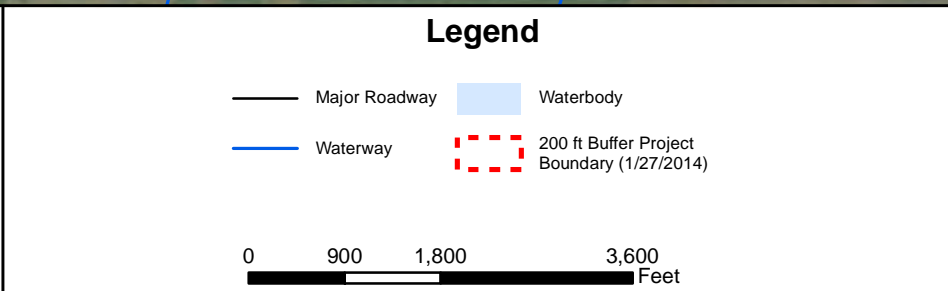 Legend
Major Roadway
Waterbody
Waterway
200 ft Buffer Project
Boundary (1/27/2014)
0 900 1,800 3,600
Feet